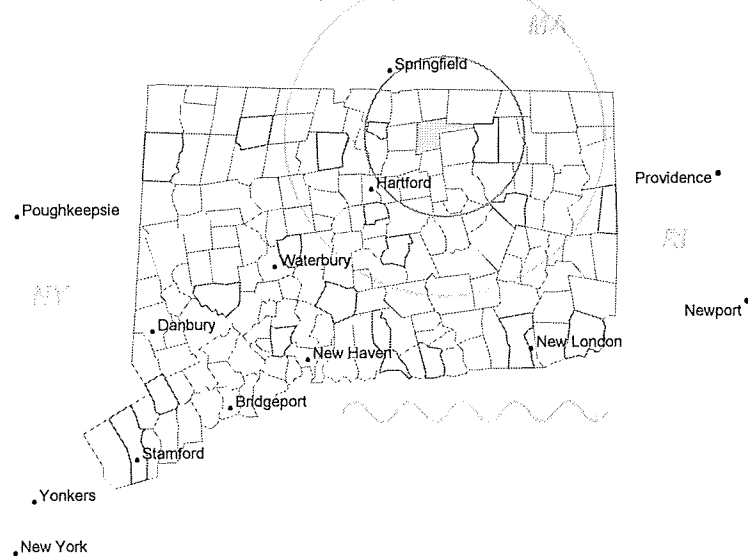 MA
Springfield
Hartford
Providence
Poughkeepsie
RI
Waterbury
NY
Newport
Danbury
New London
New Haven
Bridgeport
Stamford
Yonkers
New York